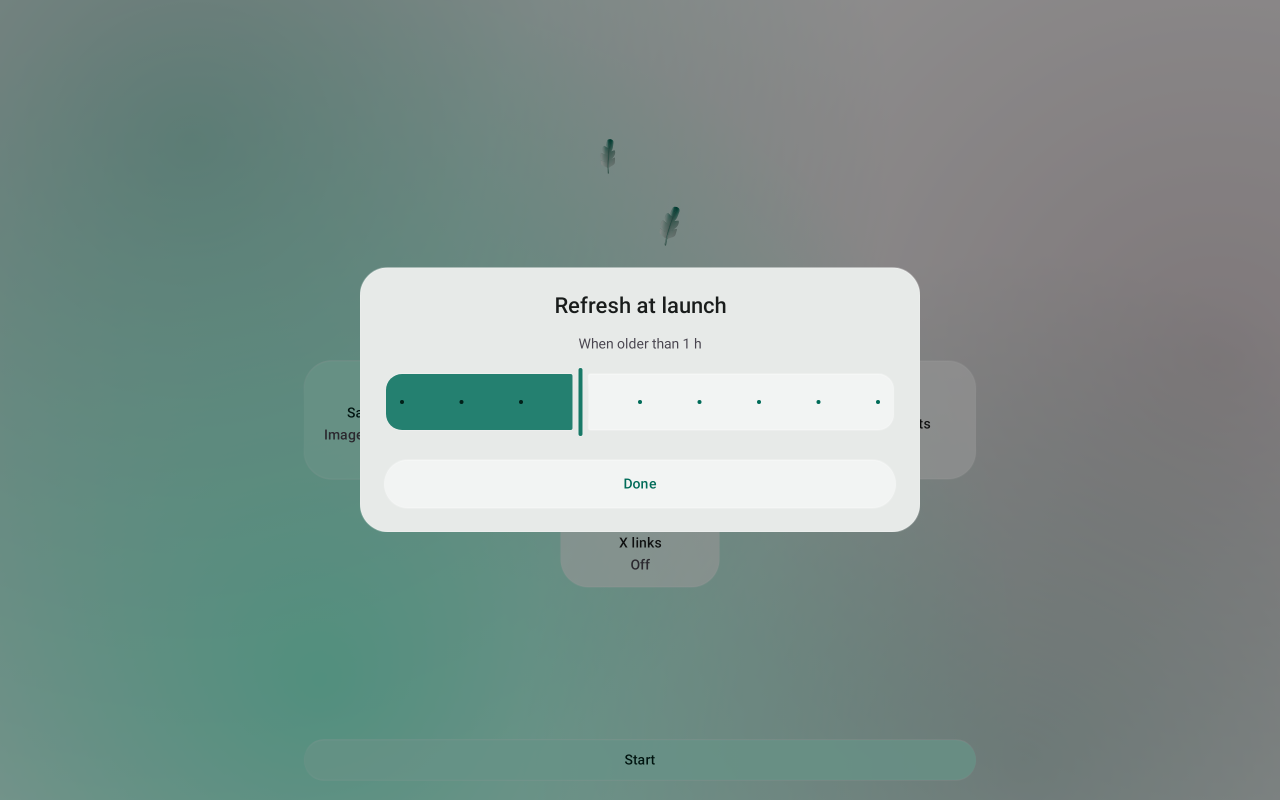 Refresh at launch
When older than 1 h
Done
X links
Off
Start